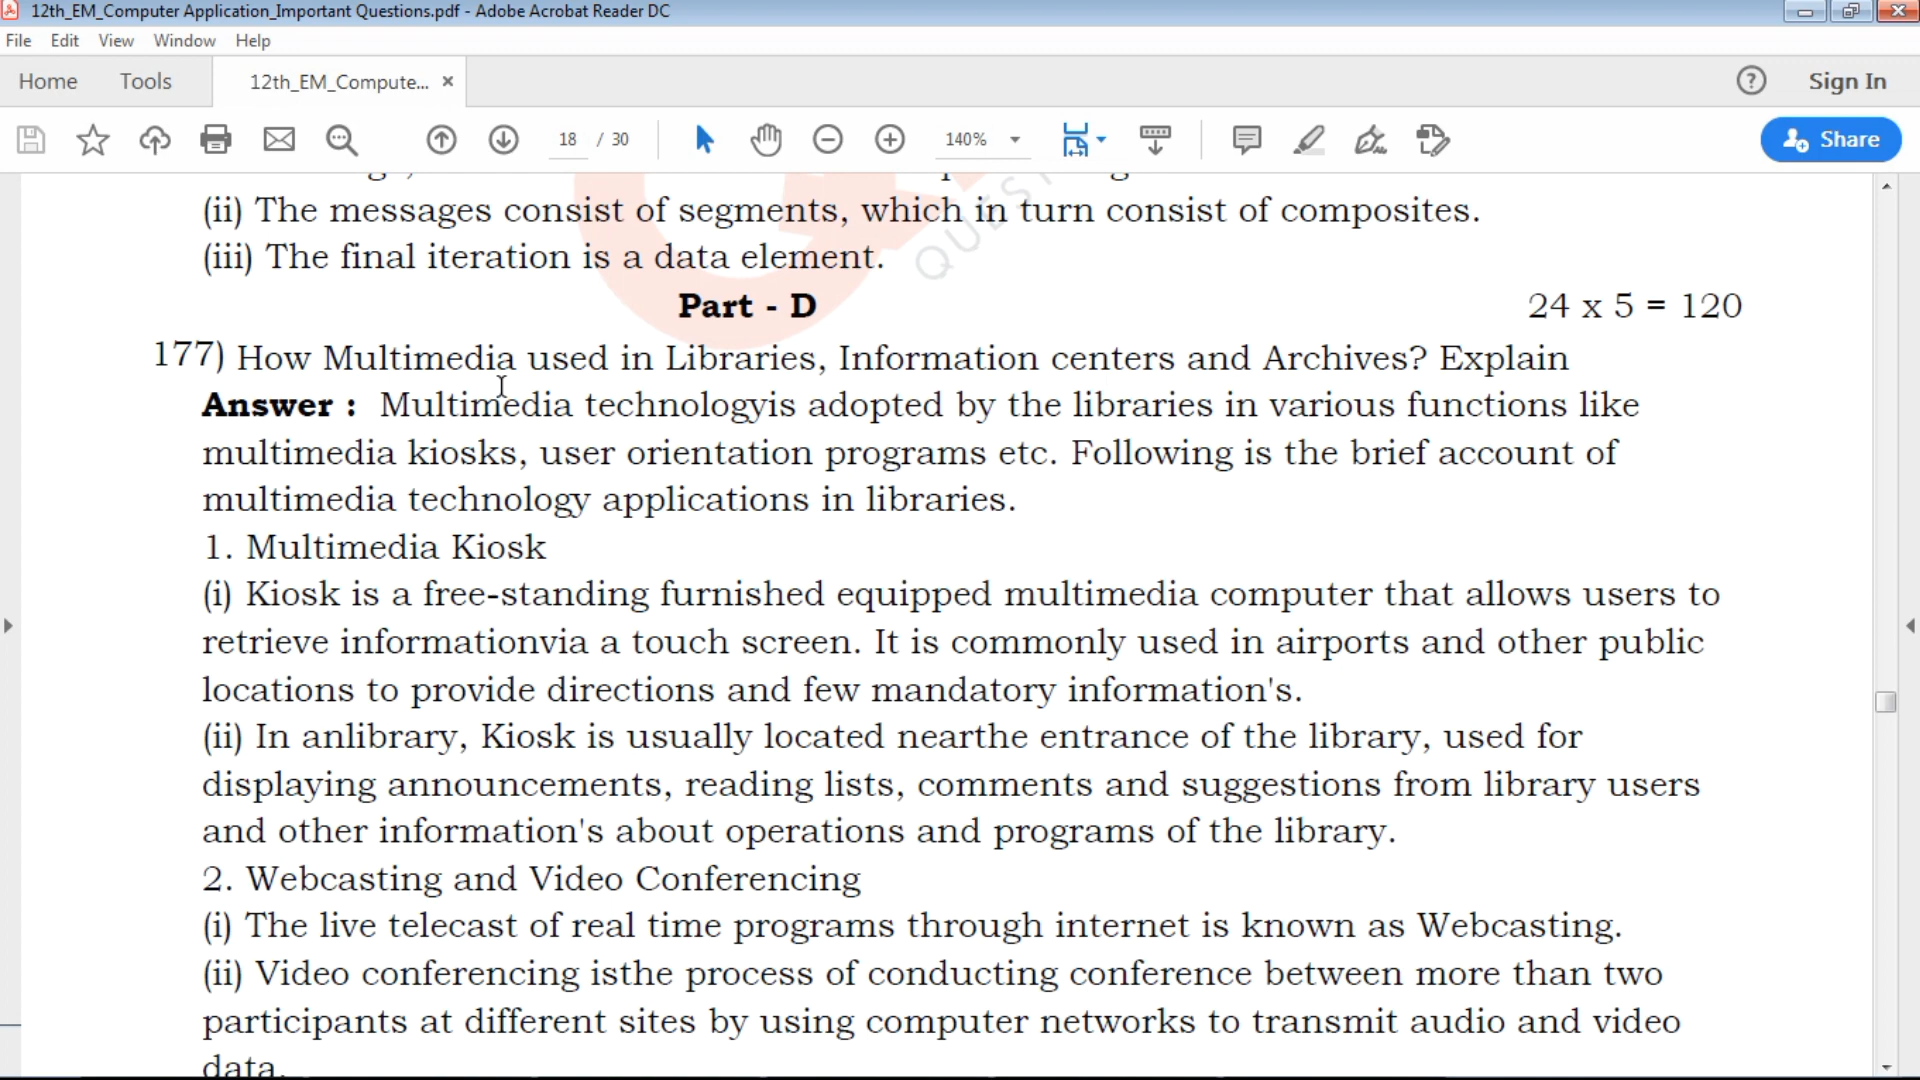 12th_EM_Computer Application_Important Questions.pdf - Adobe Acrobat Reader DC
File Edit View Window Help
Home Tools 12th_EM_Compute... × Sign In
18 / 30 140% Share
(ii) The messages consist of segments, which in turn consist of composites.
(iii) The final iteration is a data element.
QUEST
Part - D 24 x 5 = 120
177) How Multimedia used in Libraries, Information centers and Archives? Explain
Answer : Multimedia technologyis adopted by the libraries in various functions like
multimedia kiosks, user orientation programs etc. Following is the brief account of
multimedia technology applications in libraries.
1. Multimedia Kiosk
(i) Kiosk is a free-standing furnished equipped multimedia computer that allows users to
retrieve informationvia a touch screen. It is commonly used in airports and other public
locations to provide directions and few mandatory information's.
(ii) In anlibrary, Kiosk is usually located nearthe entrance of the library, used for
displaying announcements, reading lists, comments and suggestions from library users
and other information's about operations and programs of the library.
2. Webcasting and Video Conferencing
(i) The live telecast of real time programs through internet is known as Webcasting.
(ii) Video conferencing isthe process of conducting conference between more than two
participants at different sites by using computer networks to transmit audio and video
data.